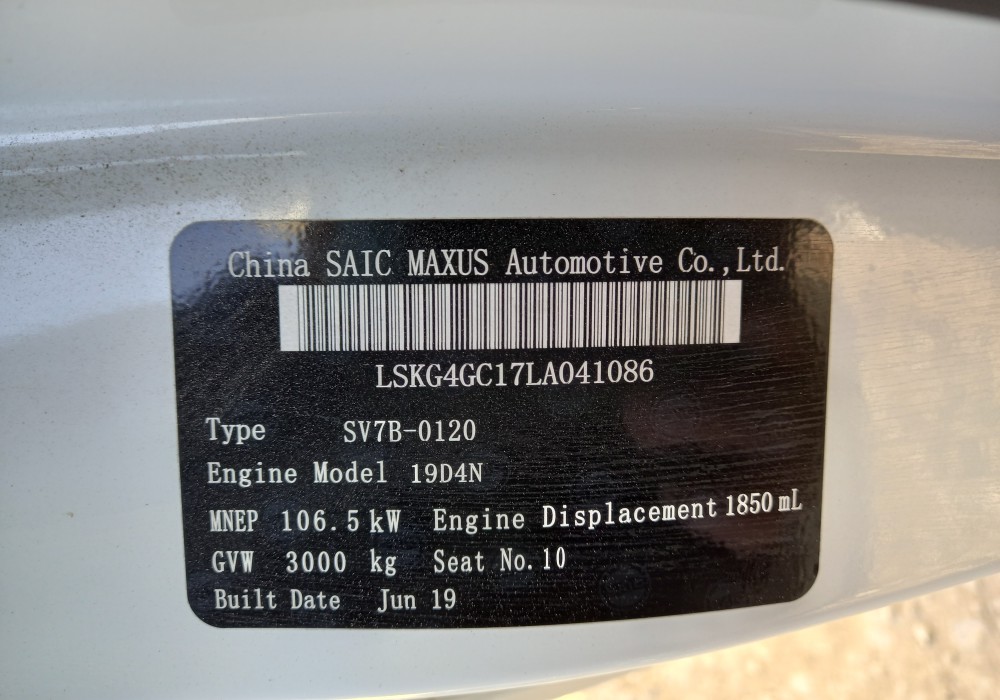 China SAIC MAXUS Automotive Co.,Ltd.
LSKG4GC17LA041086
Type SV7B-0120
Engine Model 19D4N
MNEP 106.5 kW Engine Displacement 1850 mL
GVW 3000 kg Seat No. 10
Built Date Jun 19